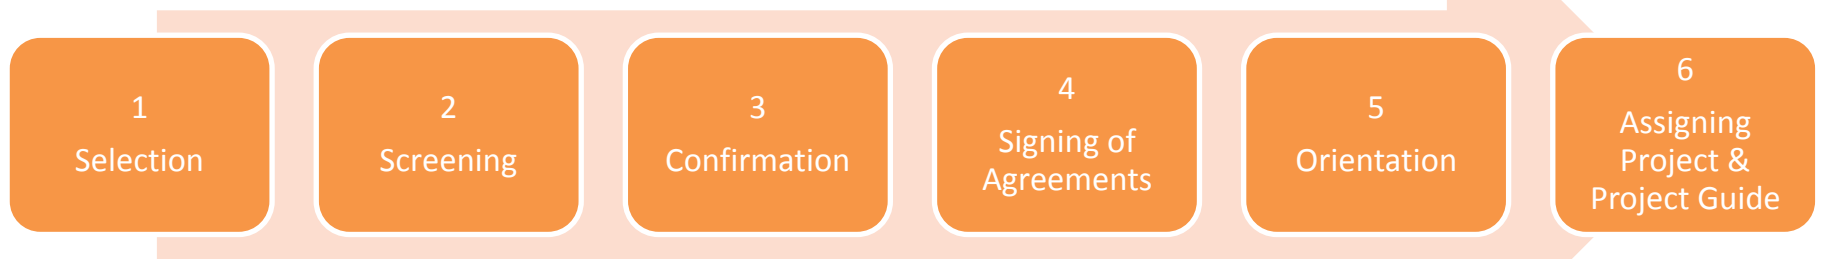 1
Selection
2
Screening
3
Confirmation
4
Signing of
Agreements
5
Orientation
6
Assigning
Project &
Project Guide